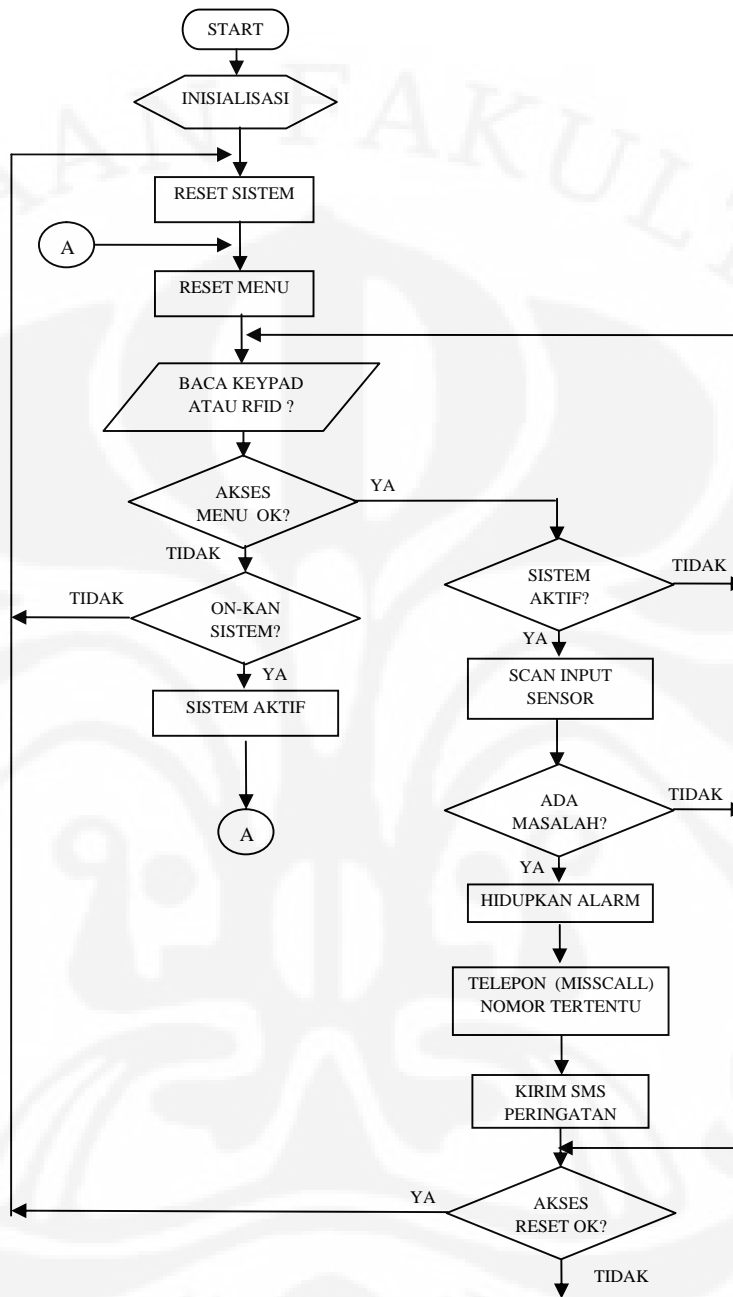 START
INISIALISASI
RESET SISTEM
A
RESET MENU
BACA KEYPAD
ATAU RFID ?
AKSES
MENU OK?
YA
TIDAK
SISTEM
AKTIF?
TIDAK
TIDAK
ON-KAN
SISTEM?
YA
YA
SCAN INPUT
SENSOR
SISTEM AKTIF
ADA
MASALAH?
TIDAK
A
YA
HIDUPKAN ALARM
TELEPON (MISSCALL)
NOMOR TERTENTU
KIRIM SMS
PERINGATAN
YA
AKSES
RESET OK?
TIDAK
AAN FAKULT